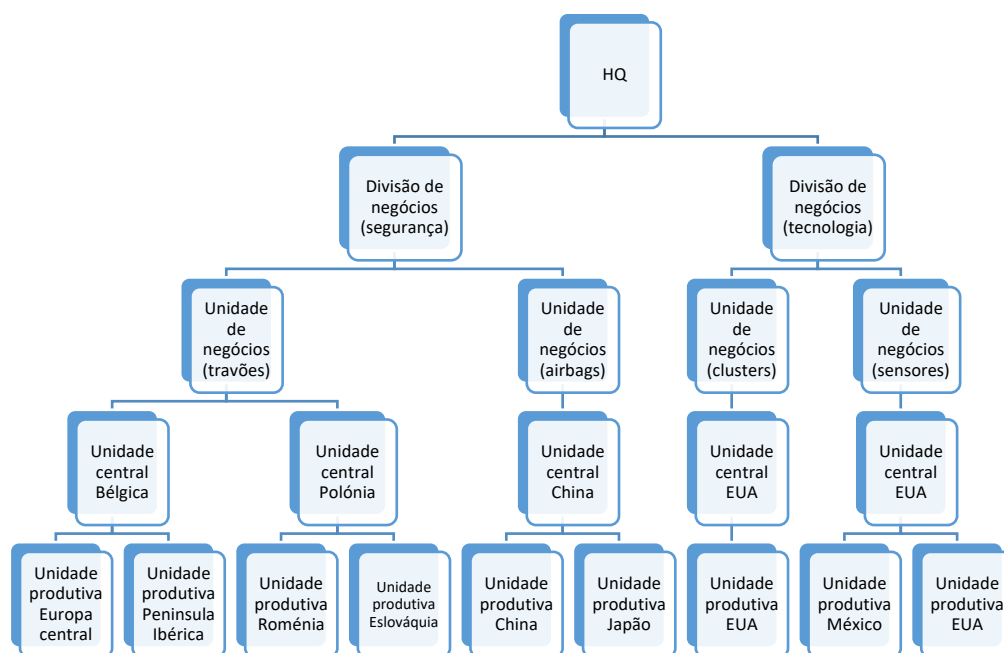 HQ
Divisão de
negócios
(segurança)
Divisão de
negócios
(tecnologia)
Unidade
de
negócios
(travões)
Unidade
de
negócios
(airbags)
Unidade
de
negócios
(clusters)
Unidade
de
negócios
(sensores)
Unidade
central
Bélgica
Unidade
central
Polónia
Unidade
central
China
Unidade
central
EUA
Unidade
central
EUA
Unidade
produtiva
Europa
central
Unidade
produtiva
Peninsula
Ibérica
Unidade
produtiva
Roménia
Unidade
produtiva
Eslováquia
Unidade
produtiva
China
Unidade
produtiva
Japão
Unidade
produtiva
EUA
Unidade
produtiva
México
Unidade
produtiva
EUA